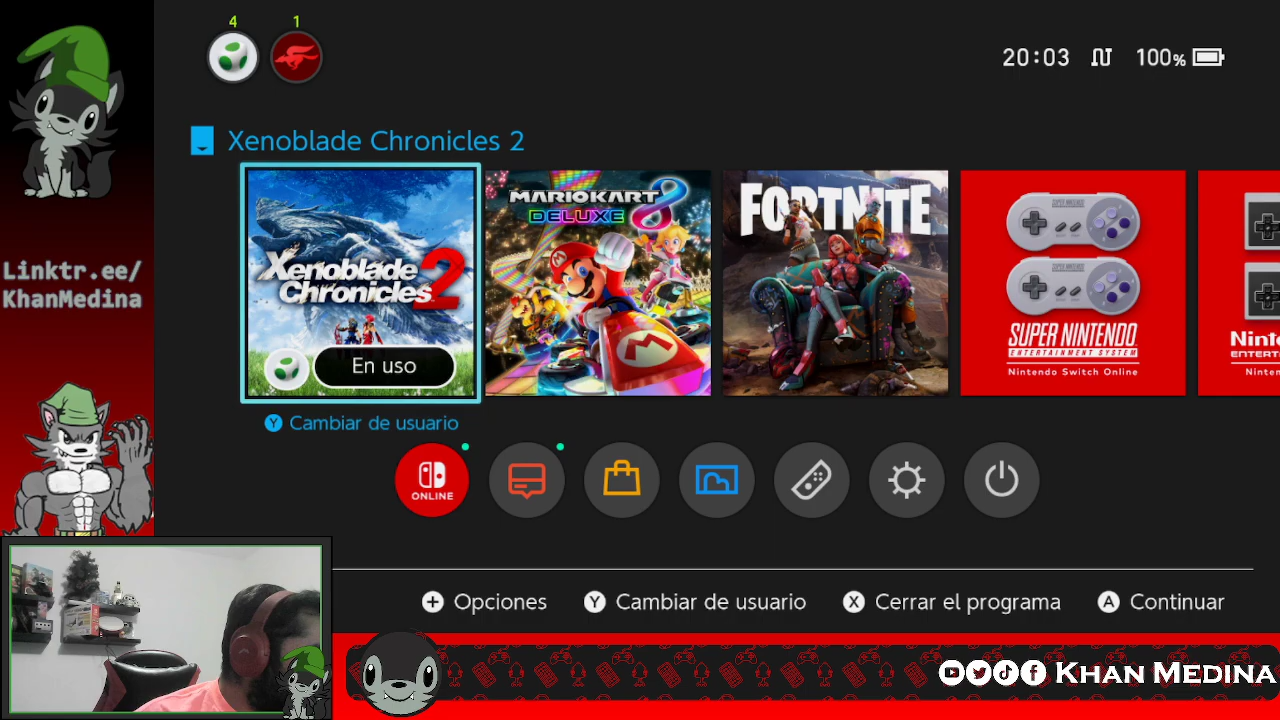 4
1
20:03
100%
Xenoblade Chronicles 2
Xenoblade
Chronicles 2
En uso
MARIOKART 8
DELUXE
FORTNITE
SUPER NINTENDO
ENTERTAINMENT SYSTEM
Nintendo Switch Online
Y Cambiar de usuario
ONLINE
Linktr.ee/
KhanMedina
+ Opciones
Y Cambiar de usuario
X Cerrar el programa
A Continuar
Khan Medina